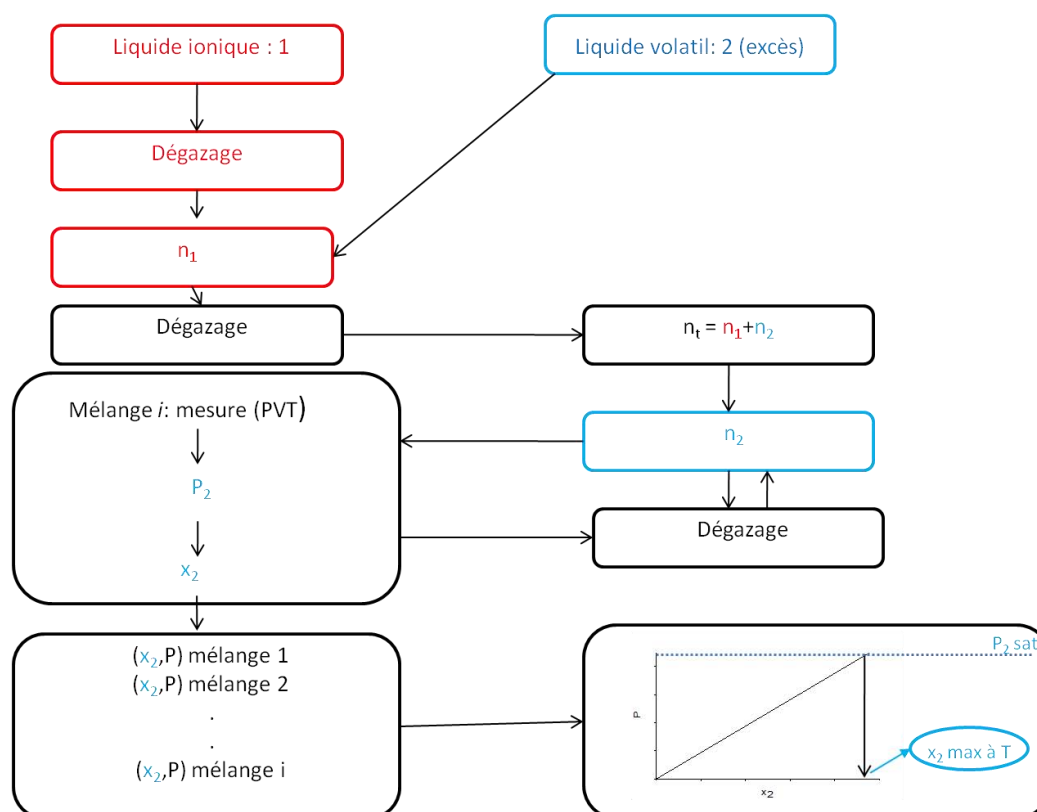 Liquide ionique : 1
Liquide volatil: 2 (excès)
Dégazage
n₁
Dégazage
nₜ = n₁+n₂
Mélange i: mesure (PVT)
n₂
P₂
Dégazage
x₂
(x₂,P) mélange 1
(x₂,P) mélange 2
.
.
(x₂,P) mélange i
P₂ sat
P
x₂ max à T
x₂